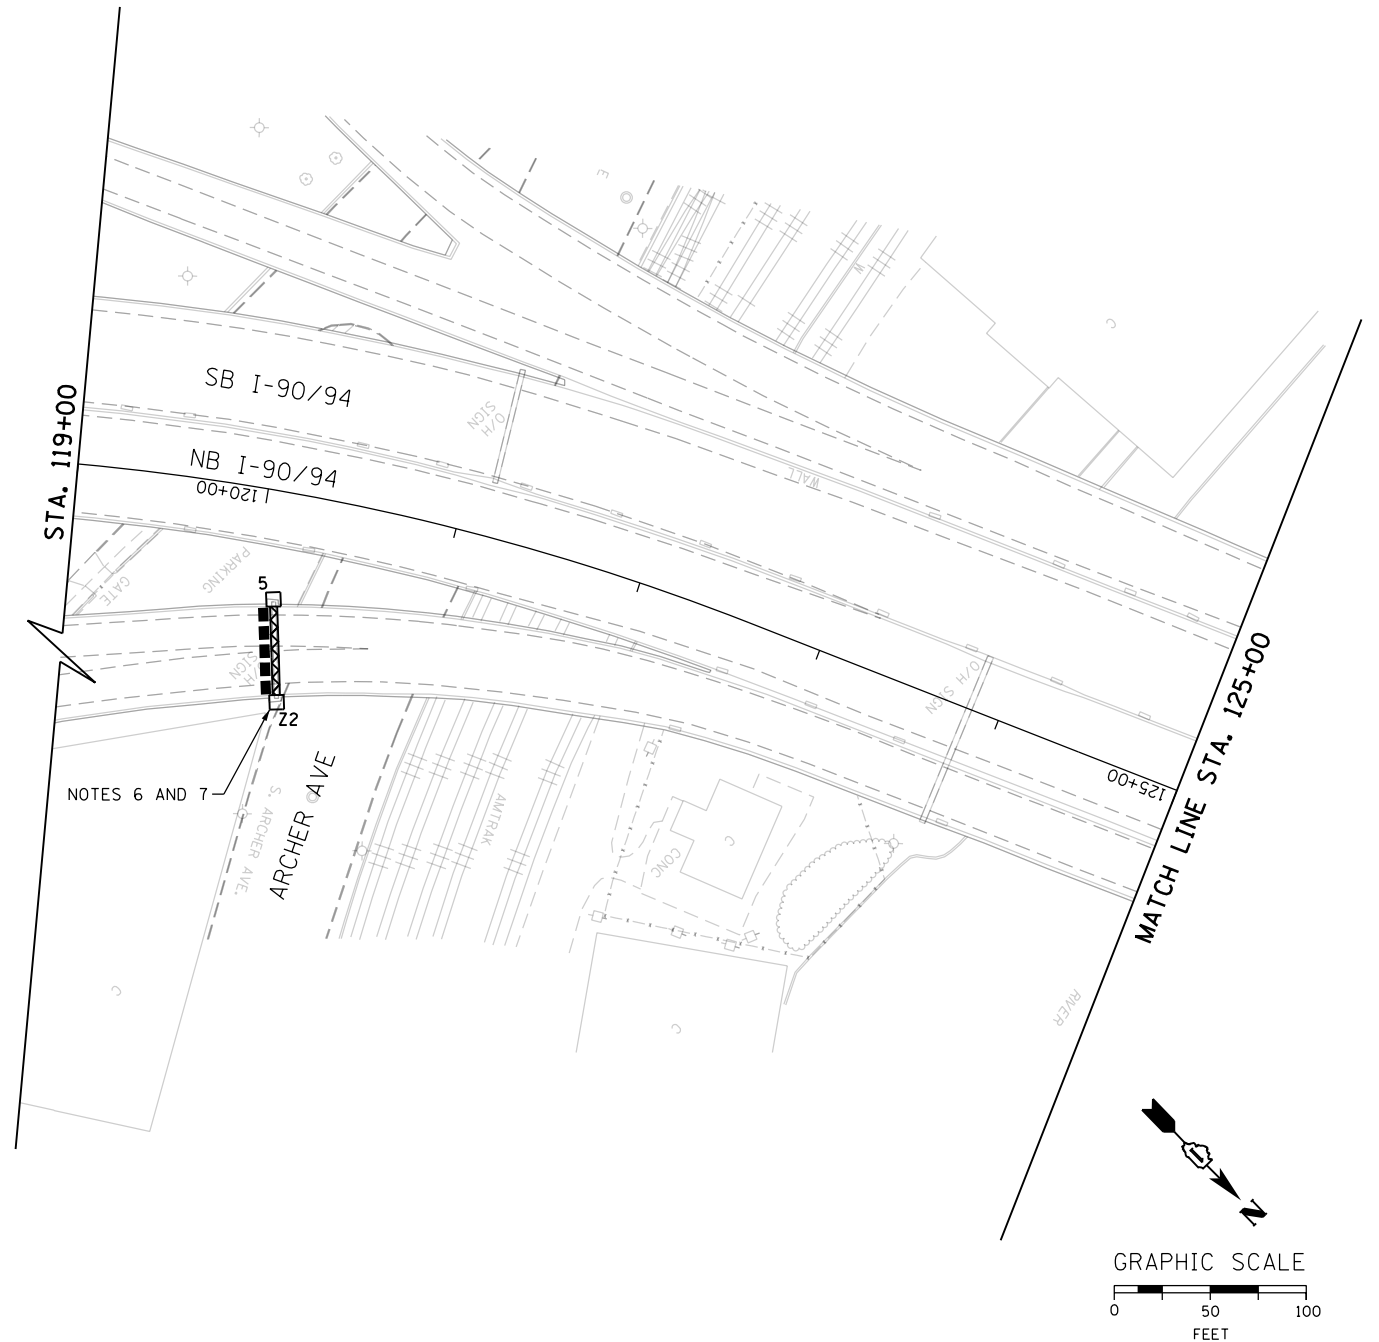 E
W
C
SB I-90/94
O/H
SIGN
STA. 119+00
NB I-90/94
120+00
WALL
PARKING
GATE
5
O/H
SIGN
O/H SIGN
Z2
MATCH LINE STA. 125+00
125+00
NOTES 6 AND 7
ARCHER AVE
S. ARCHER AVE.
AMTRAK
CONC
C
C
C
RIVER
N
GRAPHIC SCALE
0 50 100
FEET